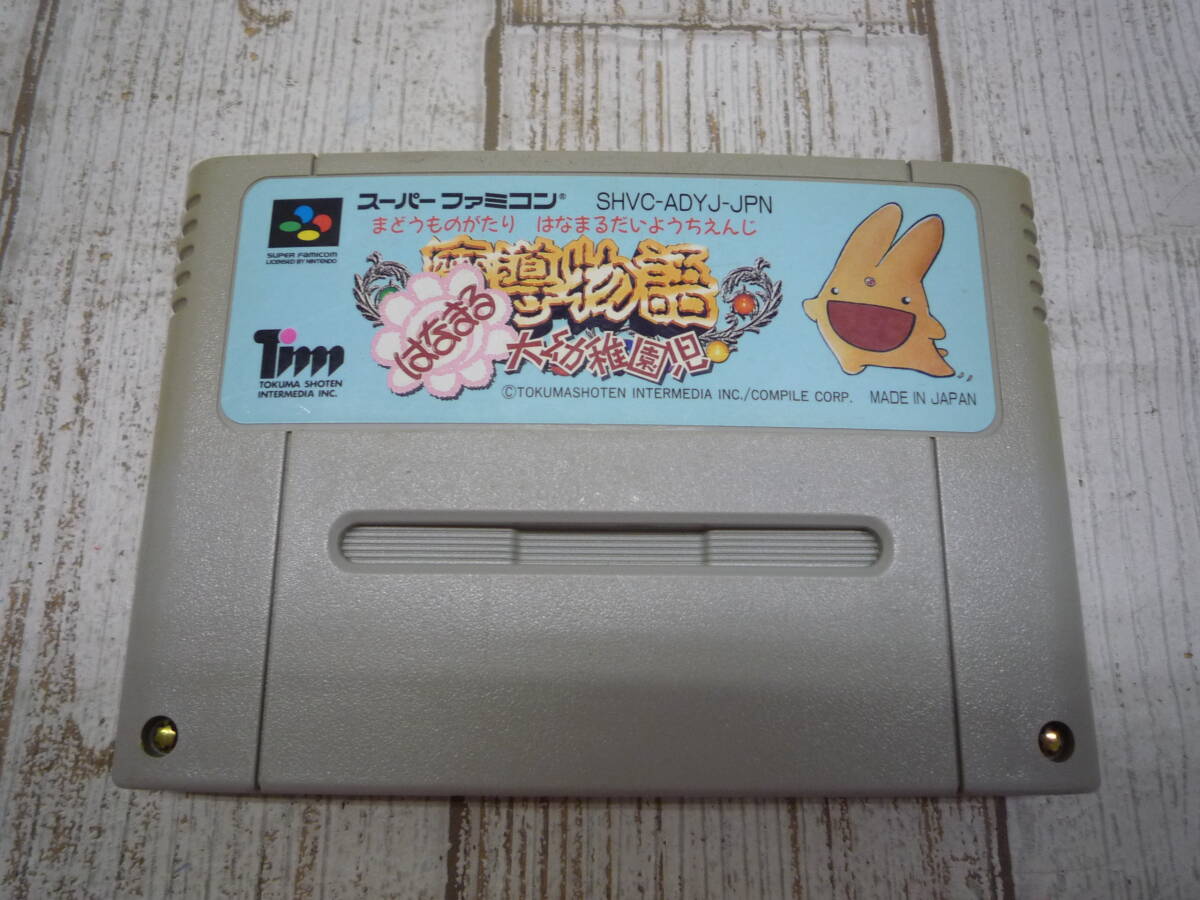 スーパーファミコン® SHVC-ADYJ-JPN
まどうものがたり はなまるだいようちえんじ
SUPER FAMICOM
LICENSED BY NINTENDO
魔導物語
はなまる
大幼稚園児
Tim
TOKUMA SHOTEN
INTERMEDIA INC.
©TOKUMASHOTEN INTERMEDIA INC./COMPILE CORP. MADE IN JAPAN